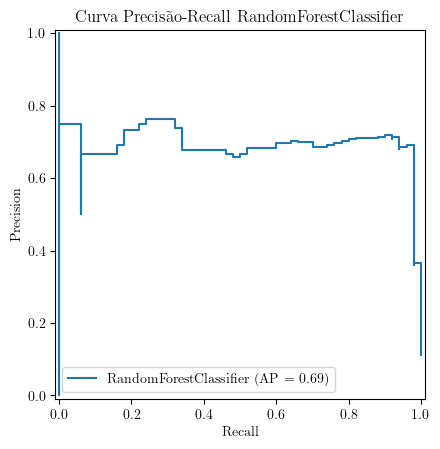 Curva Precisão-Recall RandomForestClassifier
1.0
0.8
0.6
0.4
0.2
0.0
Precision
RandomForestClassifier (AP = 0.69)
0.0 0.2 0.4 0.6 0.8 1.0
Recall